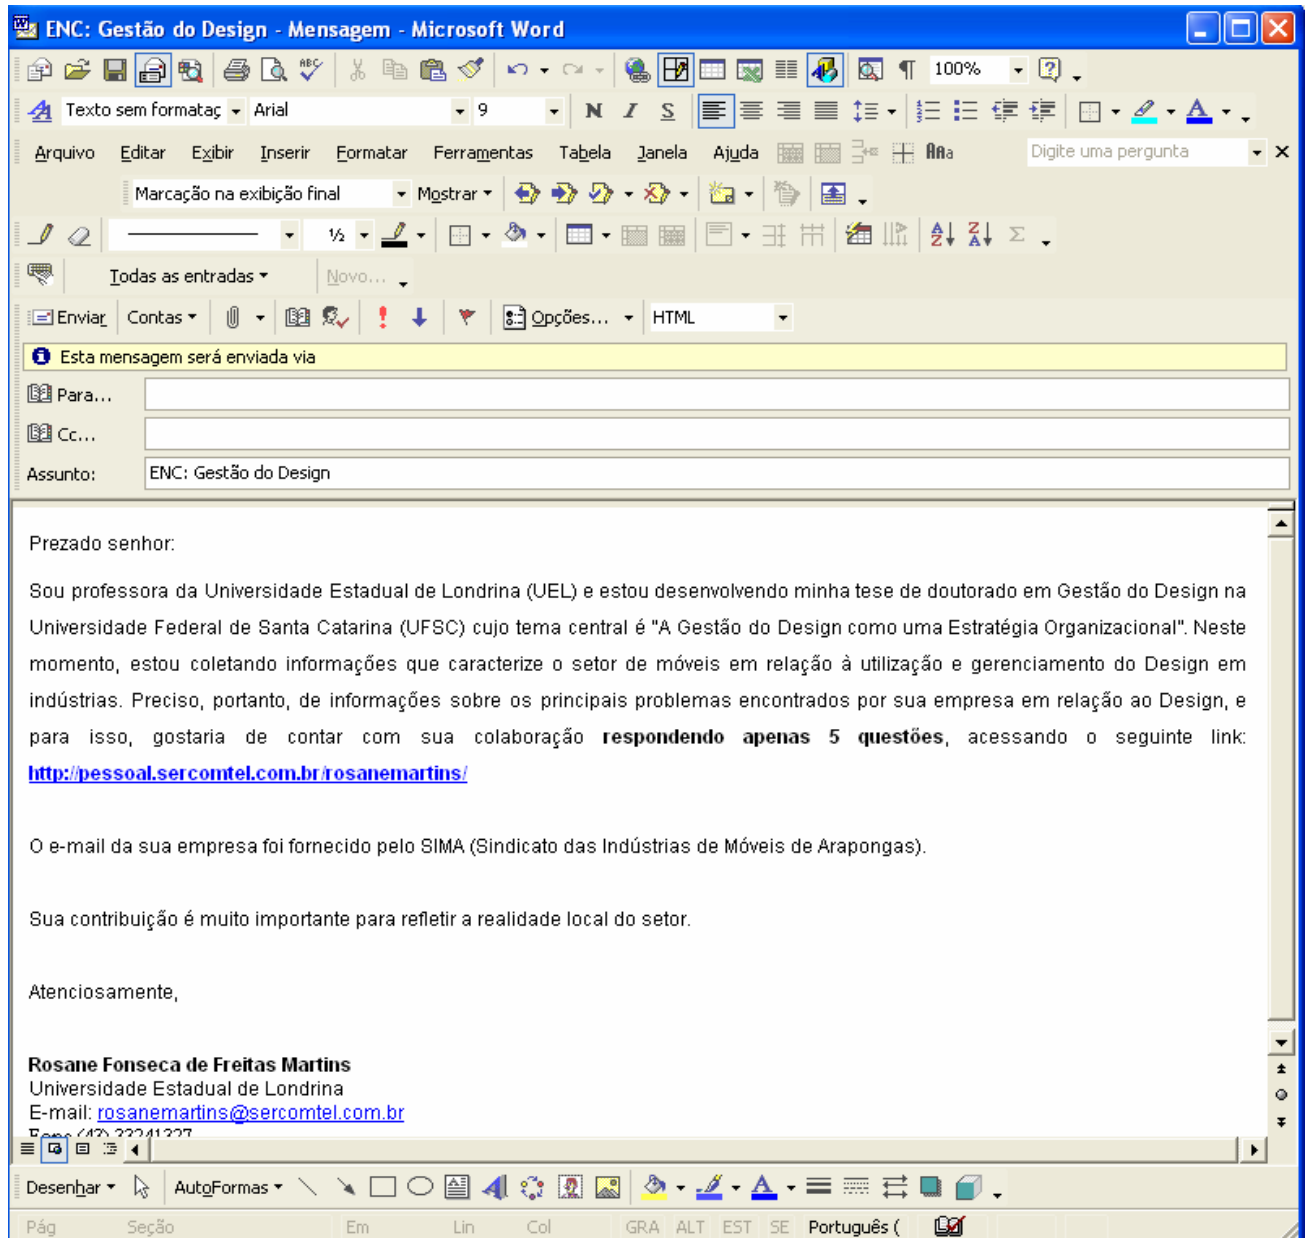 ENC: Gestão do Design - Mensagem - Microsoft Word
ABC
100%
Texto sem formataç Arial 9 N I S
Arquivo Editar Exibir Inserir Formatar Ferramentas Tabela Janela Ajuda Digite uma pergunta
Marcação na exibição final Mostrar
½
Todas as entradas Novo...
Enviar Contas Opções... HTML
Esta mensagem será enviada via
Para...
Cc...
Assunto: ENC: Gestão do Design
Prezado senhor:
Sou professora da Universidade Estadual de Londrina (UEL) e estou desenvolvendo minha tese de doutorado em Gestão do Design na
Universidade Federal de Santa Catarina (UFSC) cujo tema central é "A Gestão do Design como uma Estratégia Organizacional". Neste
momento, estou coletando informações que caracterize o setor de móveis em relação à utilização e gerenciamento do Design em
indústrias. Preciso, portanto, de informações sobre os principais problemas encontrados por sua empresa em relação ao Design, e
para isso, gostaria de contar com sua colaboração respondendo apenas 5 questões, acessando o seguinte link:
http://pessoal.sercomtel.com.br/rosanemartins/
O e-mail da sua empresa foi fornecido pelo SIMA (Sindicato das Indústrias de Móveis de Arapongas).
Sua contribuição é muito importante para refletir a realidade local do setor.
Atenciosamente,
Rosane Fonseca de Freitas Martins
Universidade Estadual de Londrina
E-mail: rosanemartins@sercomtel.com.br
Fone (43) 33241327
Desenhar AutoFormas
Pág Seção Em Lin Col GRA ALT EST SE Português (